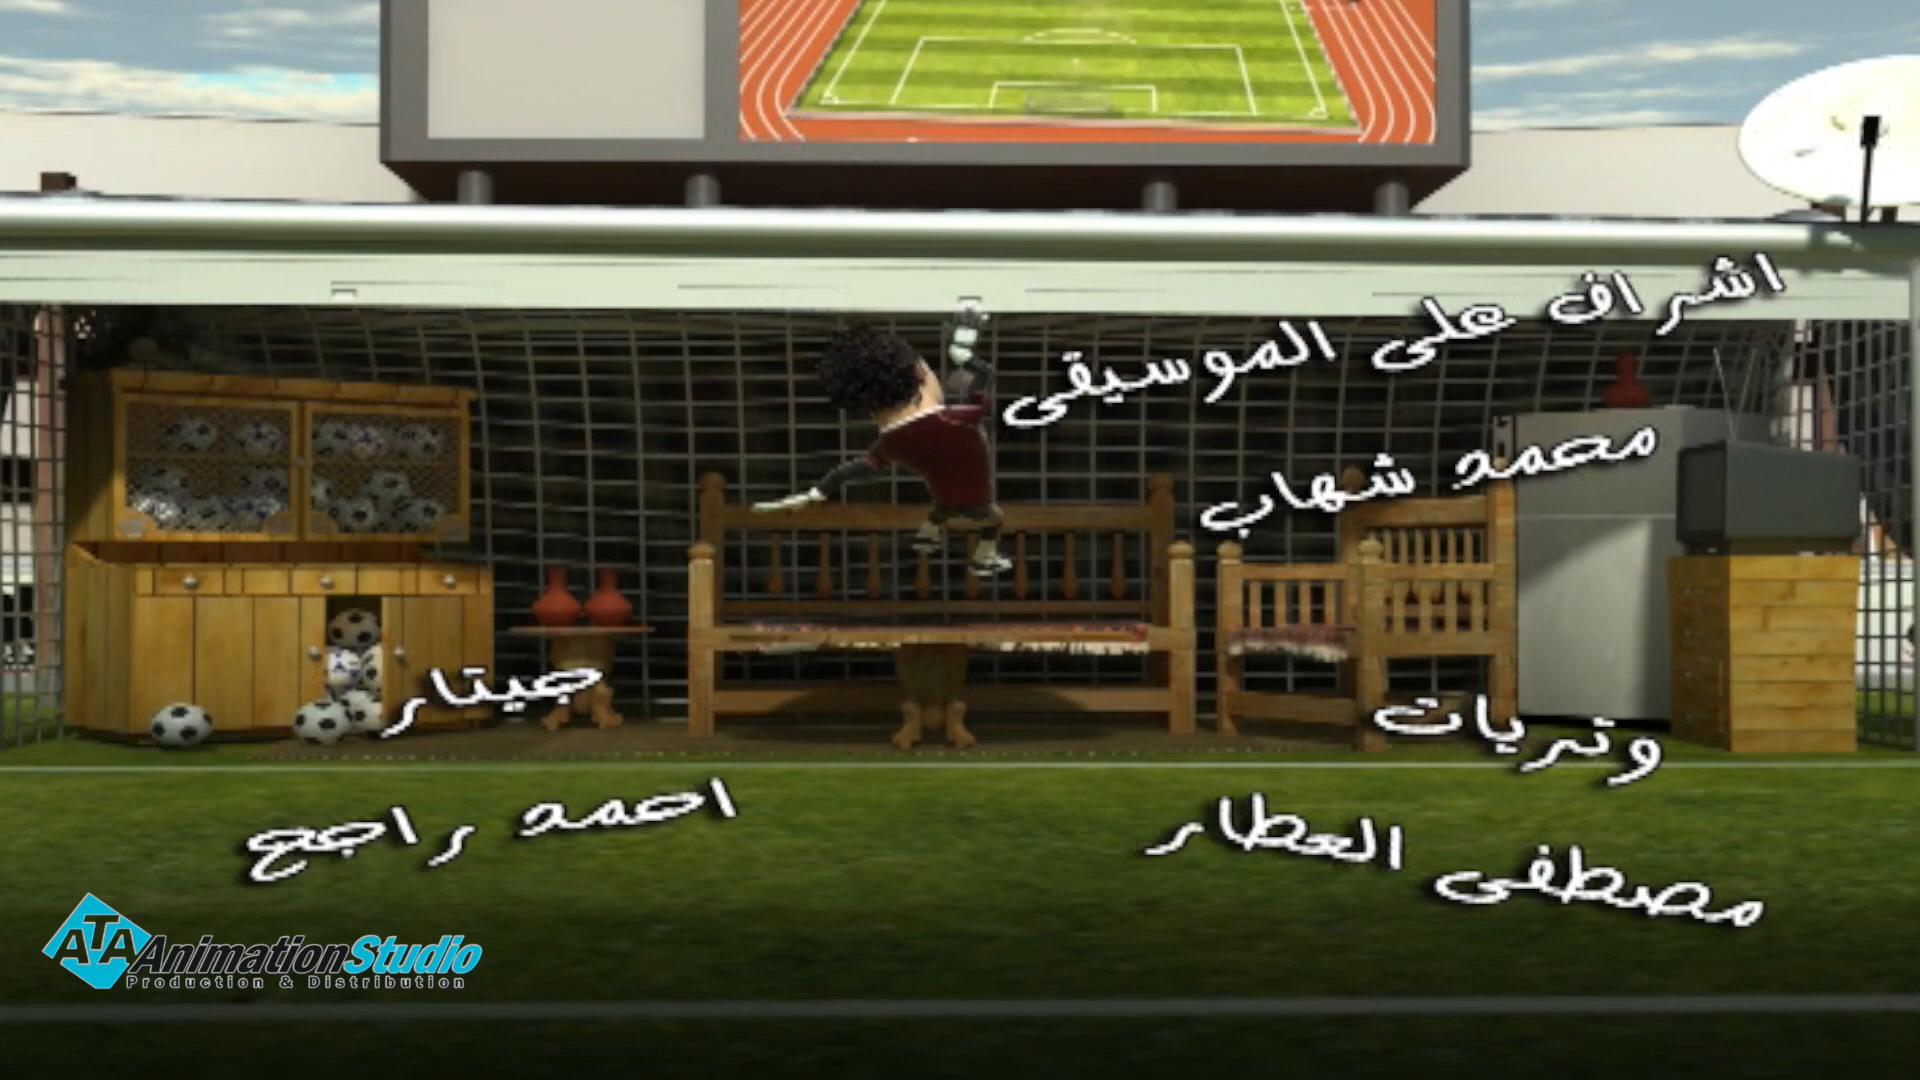 اشراف على الموسيقى
محمد شهاب
وتريات
مصطفى العطار
جيتار
احمد راجح
ATA AnimationStudio
Production & Distribution